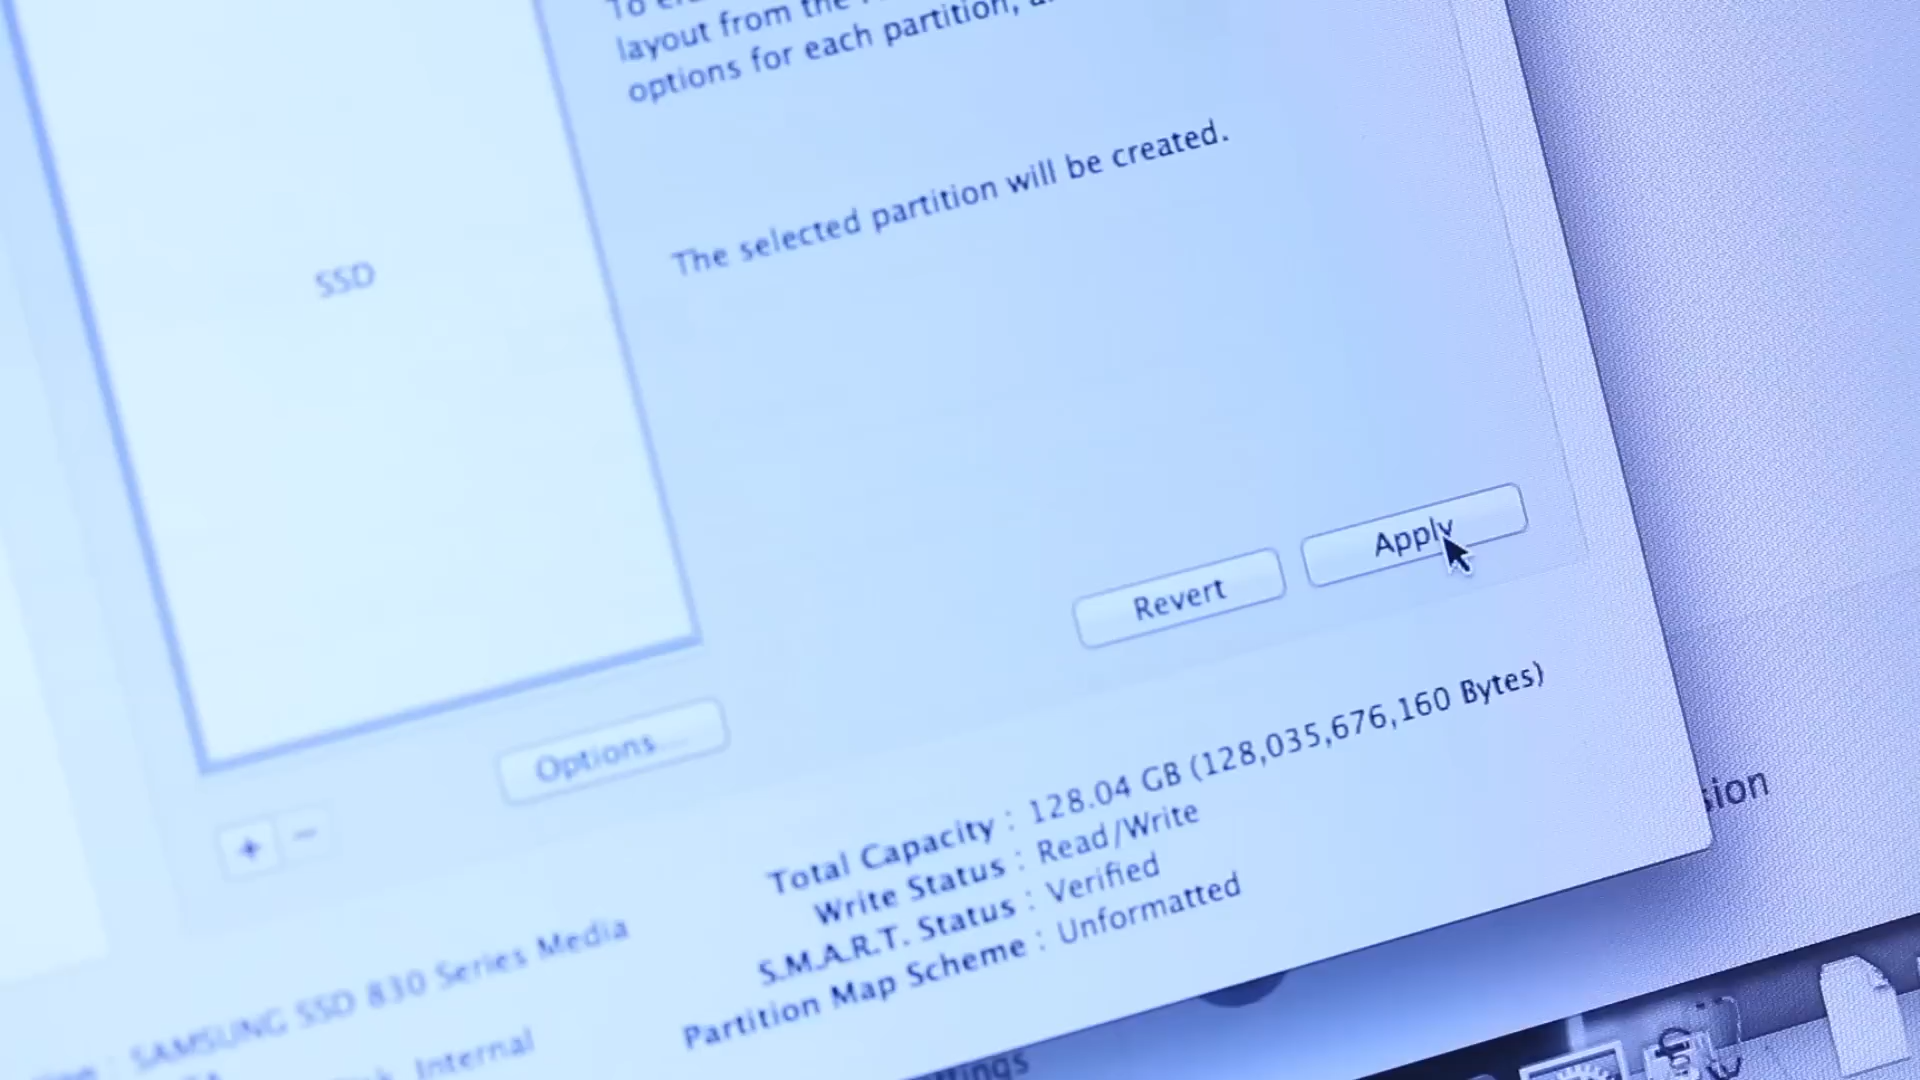 layout from the
options for each partition,
The selected partition will be created.
SSD
Apply
Revert
Options...
+ -
Total Capacity : 128.04 GB (128,035,676,160 Bytes)
Write Status : Read/Write
S.M.A.R.T. Status : Verified
Partition Map Scheme : Unformatted
SAMSUNG SSD 830 Series Media
Internal